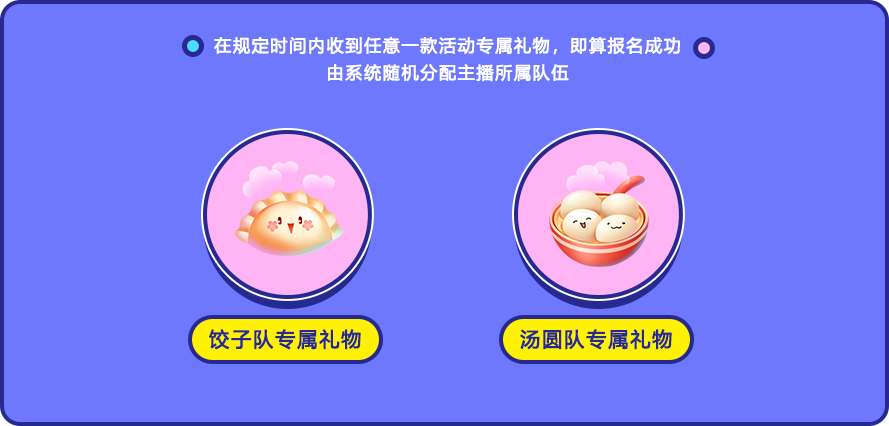 在规定时间内收到任意一款活动专属礼物，即算报名成功
由系统随机分配主播所属队伍
饺子队专属礼物
汤圆队专属礼物